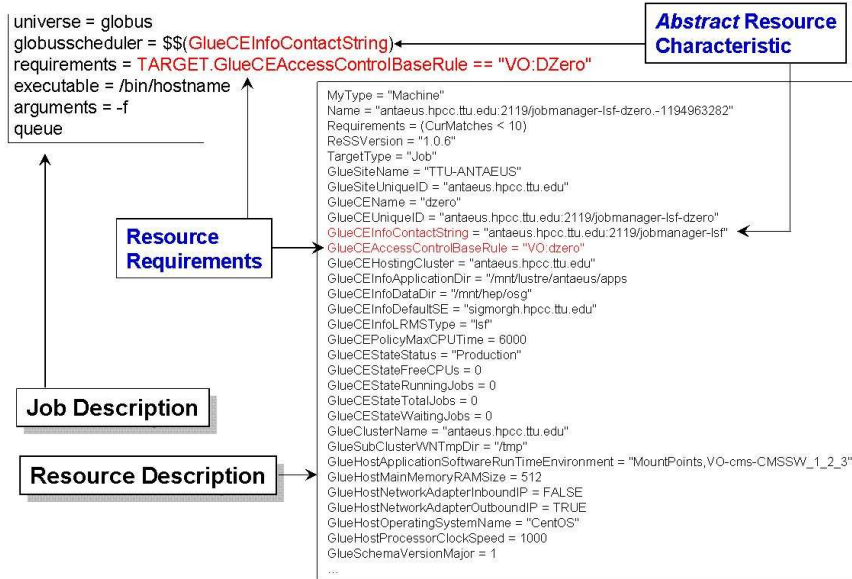 universe = globus
globusscheduler = $$(GlueCEInfoContactString)
requirements = TARGET.GlueCEAccessControlBaseRule == "VO:DZero"
executable = /bin/hostname
arguments = -f
queue
Abstract Resource
Characteristic
MyType = "Machine"
Name = "antaeus.hpcc.ttu.edu:2119/jobmanager-lsf-dzero.-1194963282"
Requirements = (CurMatches < 10)
ReSSVersion = "1.0.6"
TargetType = "Job"
GlueSiteName = "TTU-ANTAEUS"
GlueSiteUniqueID = "antaeus.hpcc.ttu.edu"
GlueCEName = "dzero"
GlueCEUniqueID = "antaeus.hpcc.ttu.edu:2119/jobmanager-lsf-dzero"
GlueCEInfoContactString = "antaeus.hpcc.ttu.edu:2119/jobmanager-lsf"
GlueCEAccessControlBaseRule = "VO:dzero"
GlueCEHostingCluster = "antaeus.hpcc.ttu.edu"
GlueCEInfoApplicationDir = "/mnt/lustre/antaeus/apps
GlueCEInfoDataDir = "/mnt/hep/osg"
GlueCEInfoDefaultSE = "sigmorgh.hpcc.ttu.edu"
GlueCEInfoLRMSType = "lsf"
GlueCEPolicyMaxCPUTime = 6000
GlueCEStateStatus = "Production"
GlueCEStateFreeCPUs = 0
GlueCEStateRunningJobs = 0
GlueCEStateTotalJobs = 0
GlueCEStateWaitingJobs = 0
GlueClusterName = "antaeus.hpcc.ttu.edu"
GlueSubClusterWNTmpDir = "/tmp"
GlueHostApplicationSoftwareRunTimeEnvironment = "MountPoints,VO-cms-CMSSW_1_2_3"
GlueHostMainMemoryRAMSize = 512
GlueHostNetworkAdapterInboundIP = FALSE
GlueHostNetworkAdapterOutboundIP = TRUE
GlueHostOperatingSystemName = "CentOS"
GlueHostProcessorClockSpeed = 1000
GlueSchemaVersionMajor = 1
...
Resource
Requirements
Job Description
Resource Description